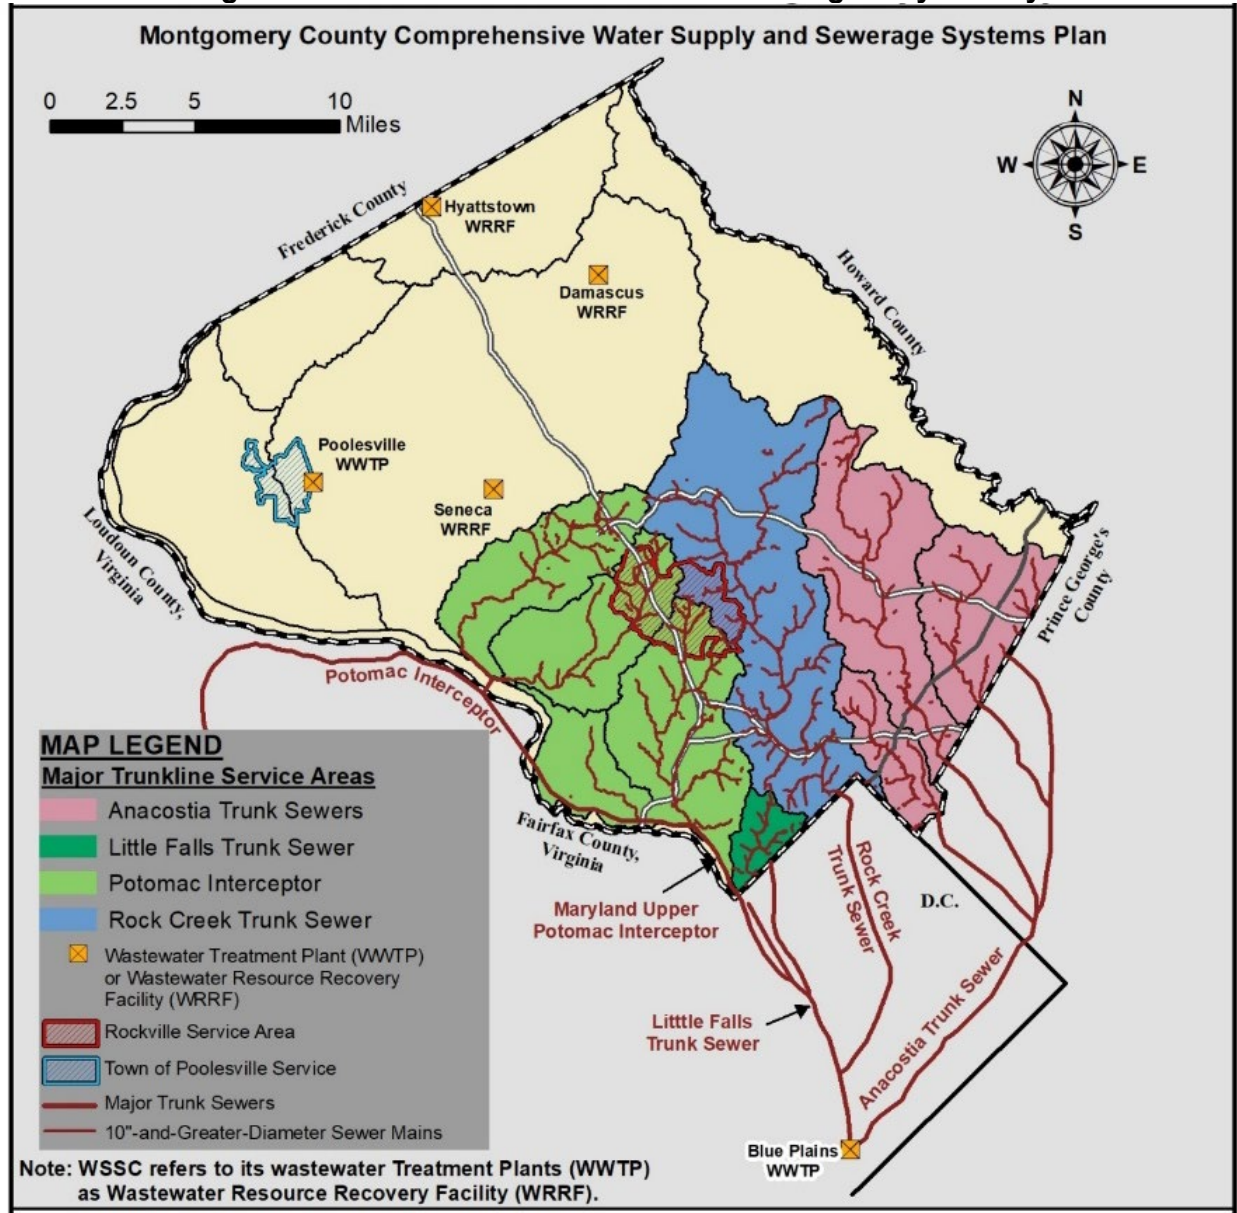 Montgomery County Comprehensive Water Supply and Sewerage Systems Plan
0 2.5 5 10
Miles
N
W E
S
Frederick County
Hyattstown
WRRF
Howard County
Damascus
WRRF
Poolesville
WWTP
Seneca
WRRF
Loudoun County,
Virginia
Prince George's
County
Potomac Interceptor
MAP LEGEND
Major Trunkline Service Areas
Anacostia Trunk Sewers
Little Falls Trunk Sewer
Potomac Interceptor
Rock Creek Trunk Sewer
Wastewater Treatment Plant (WWTP)
or Wastewater Resource Recovery
Facility (WRRF)
Rockville Service Area
Town of Poolesville Service
Major Trunk Sewers
10"-and-Greater-Diameter Sewer Mains
Fairfax County,
Virginia
Maryland Upper
Potomac Interceptor
Rock Creek
Trunk Sewer
D.C.
Litttle Falls
Trunk Sewer
Anacostia Trunk Sewer
Blue Plains
WWTP
Note: WSSC refers to its wastewater Treatment Plants (WWTP)
as Wastewater Resource Recovery Facility (WRRF).